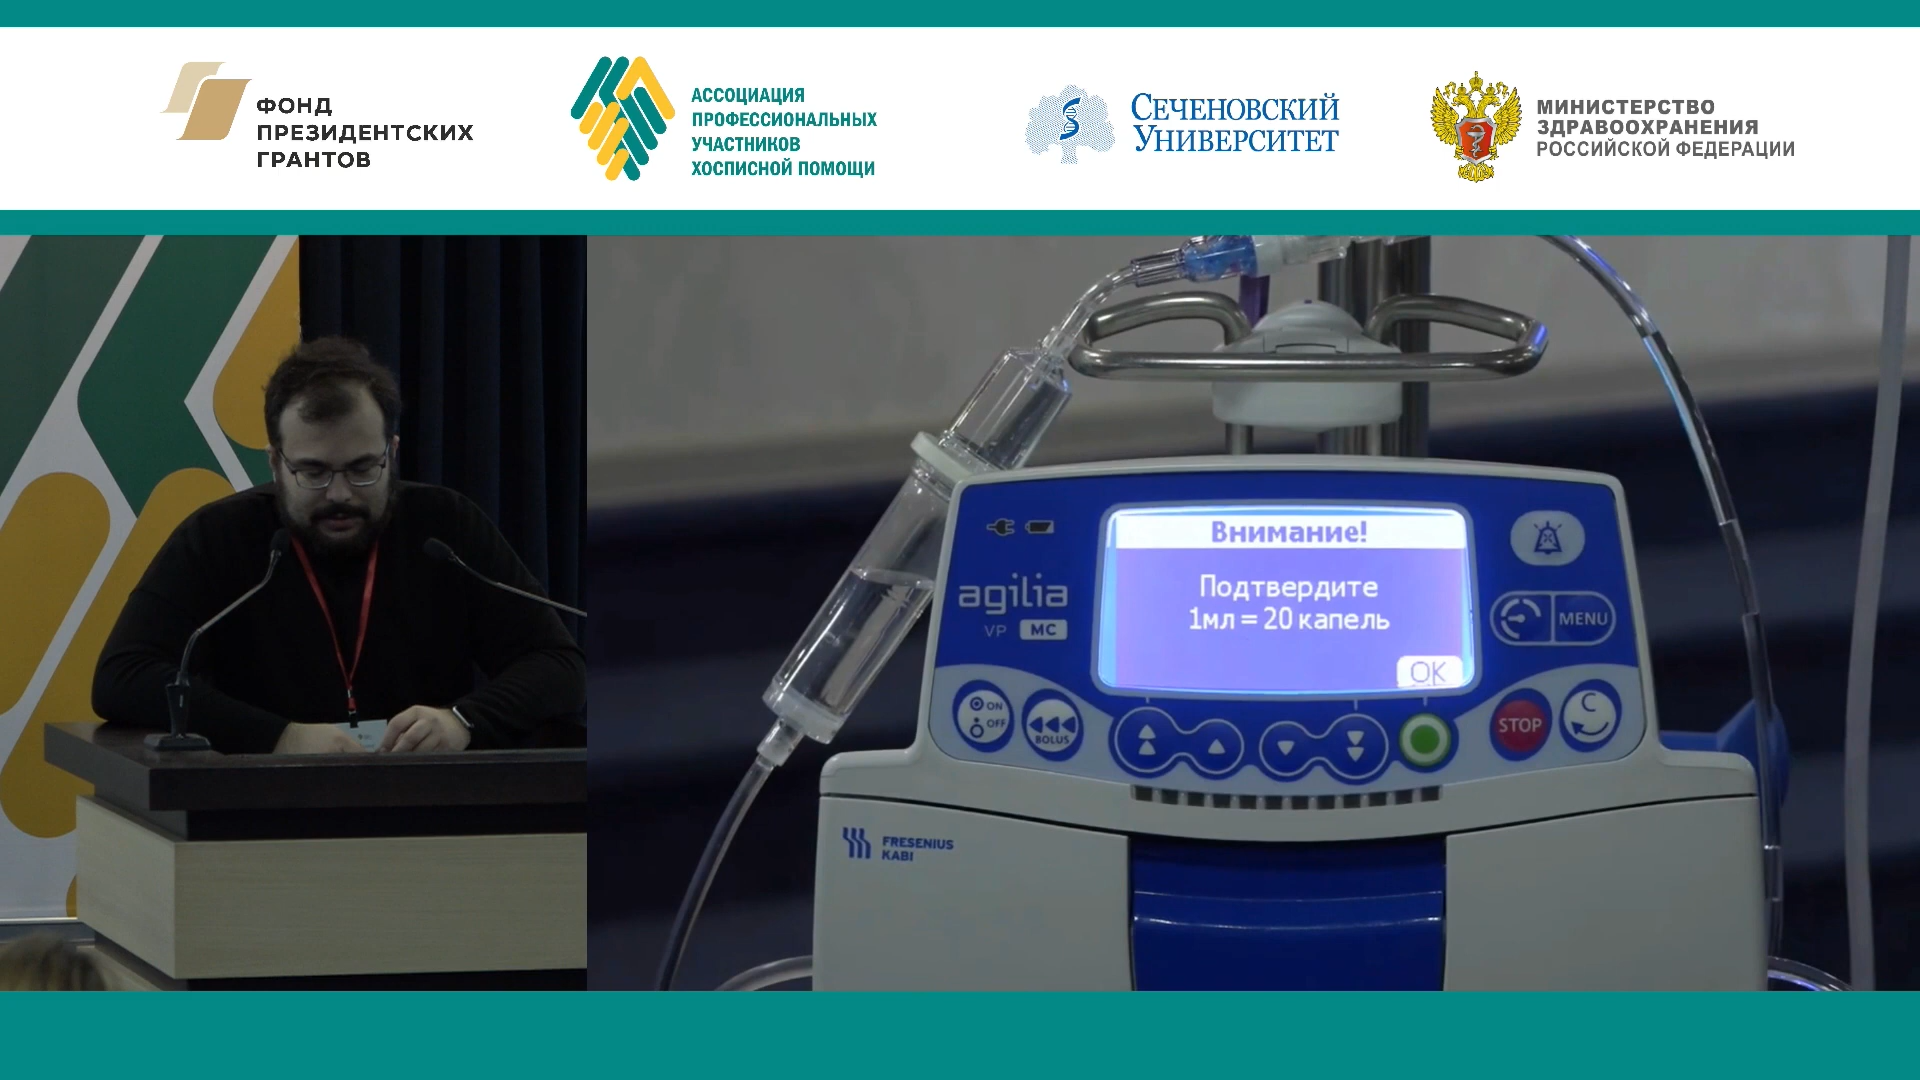 ФОНД
ПРЕЗИДЕНТСКИХ
ГРАНТОВ
АССОЦИАЦИЯ
ПРОФЕССИОНАЛЬНЫХ
УЧАСТНИКОВ
ХОСПИСНОЙ ПОМОЩИ
СЕЧЕНОВСКИЙ
УНИВЕРСИТЕТ
МИНИСТЕРСТВО
ЗДРАВООХРАНЕНИЯ
РОССИЙСКОЙ ФЕДЕРАЦИИ
Внимание!
Подтвердите
1мл = 20 капель
OK
agilia
VP MC
MENU
ON
OFF
BOLUS
STOP
C
FRESENIUS
KABI